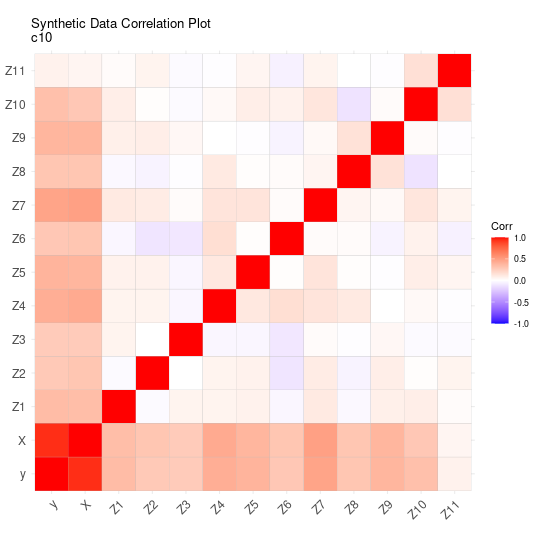 Synthetic Data Correlation Plot
c10
Z11
Z10
Z9
Z8
Z7
Z6
Z5
Z4
Z3
Z2
Z1
X
y
y X Z1 Z2 Z3 Z4 Z5 Z6 Z7 Z8 Z9 Z10 Z11
Corr
1.0
0.5
0.0
-0.5
-1.0